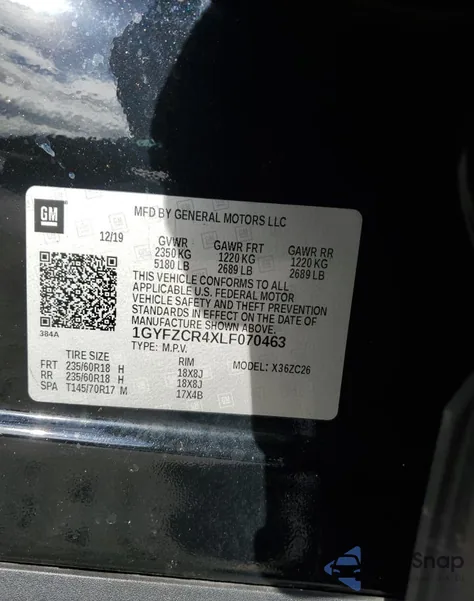 GM
MFD BY GENERAL MOTORS LLC
12/19
GVWR GAWR FRT GAWR RR
2350 KG 1220 KG 1220 KG
5180 LB 2689 LB 2689 LB
THIS VEHICLE CONFORMS TO ALL
APPLICABLE U.S. FEDERAL MOTOR
VEHICLE SAFETY AND THEFT PREVENTION
STANDARDS IN EFFECT ON THE DATE OF
MANUFACTURE SHOWN ABOVE.
384A
1GYFZCR4XLF070463
TYPE: M.P.V.
TIRE SIZE RIM MODEL: X36ZC26
FRT 235/60R18 H 18X8J
RR 235/60R18 H 18X8J
SPA T145/70R17 M 17X4B
Snap